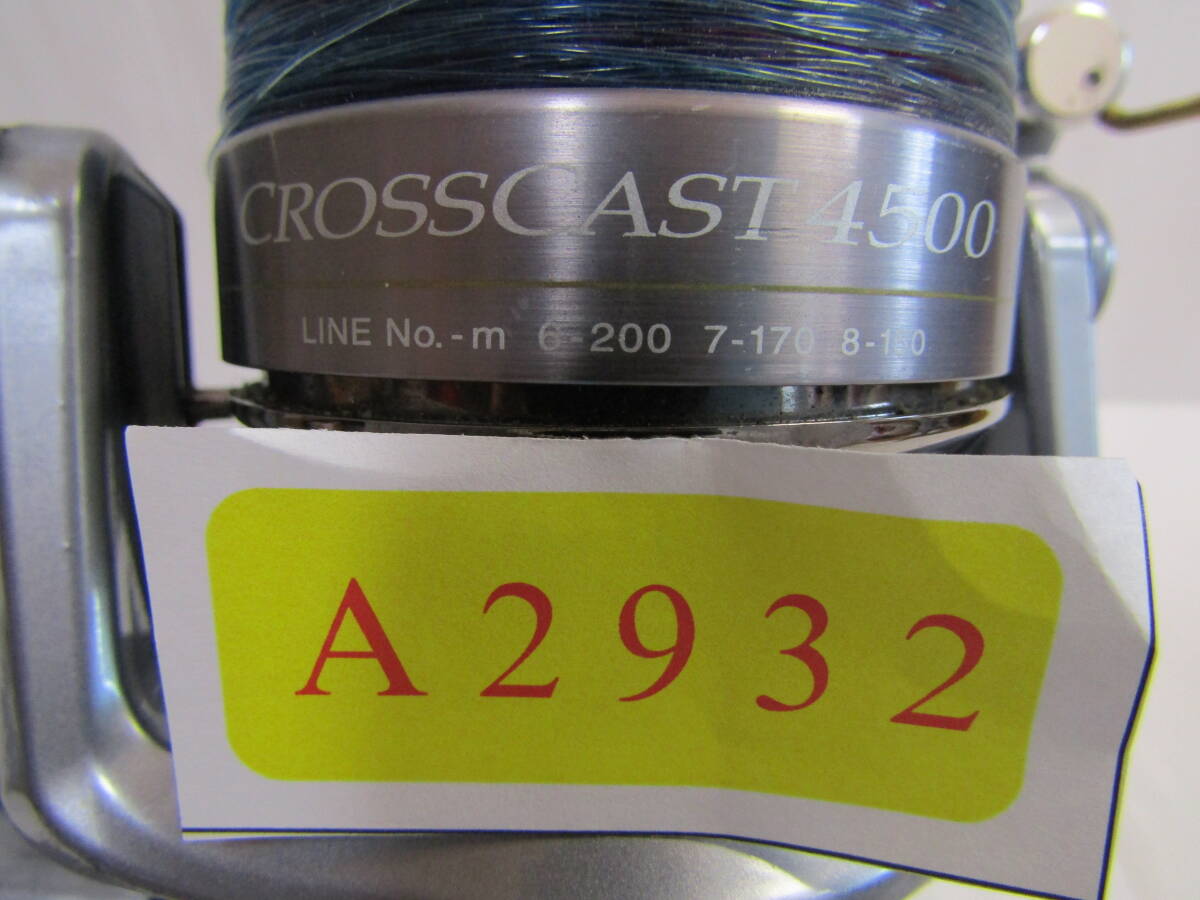 CROSSCAST 4500
LINE No.-m 6-200 7-170
A2932